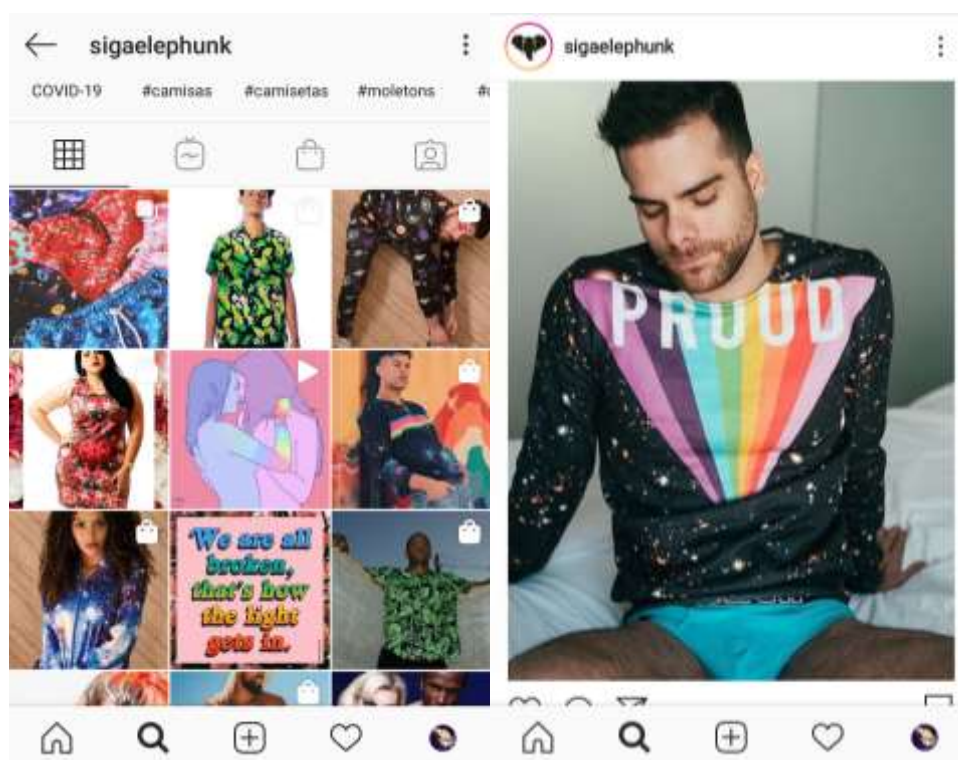 sigaelephunk
COVID-19 #camisas #camisetas #moletons
"We are all
broken,
that's how
the light
gets in.
sigaelephunk
PROUD